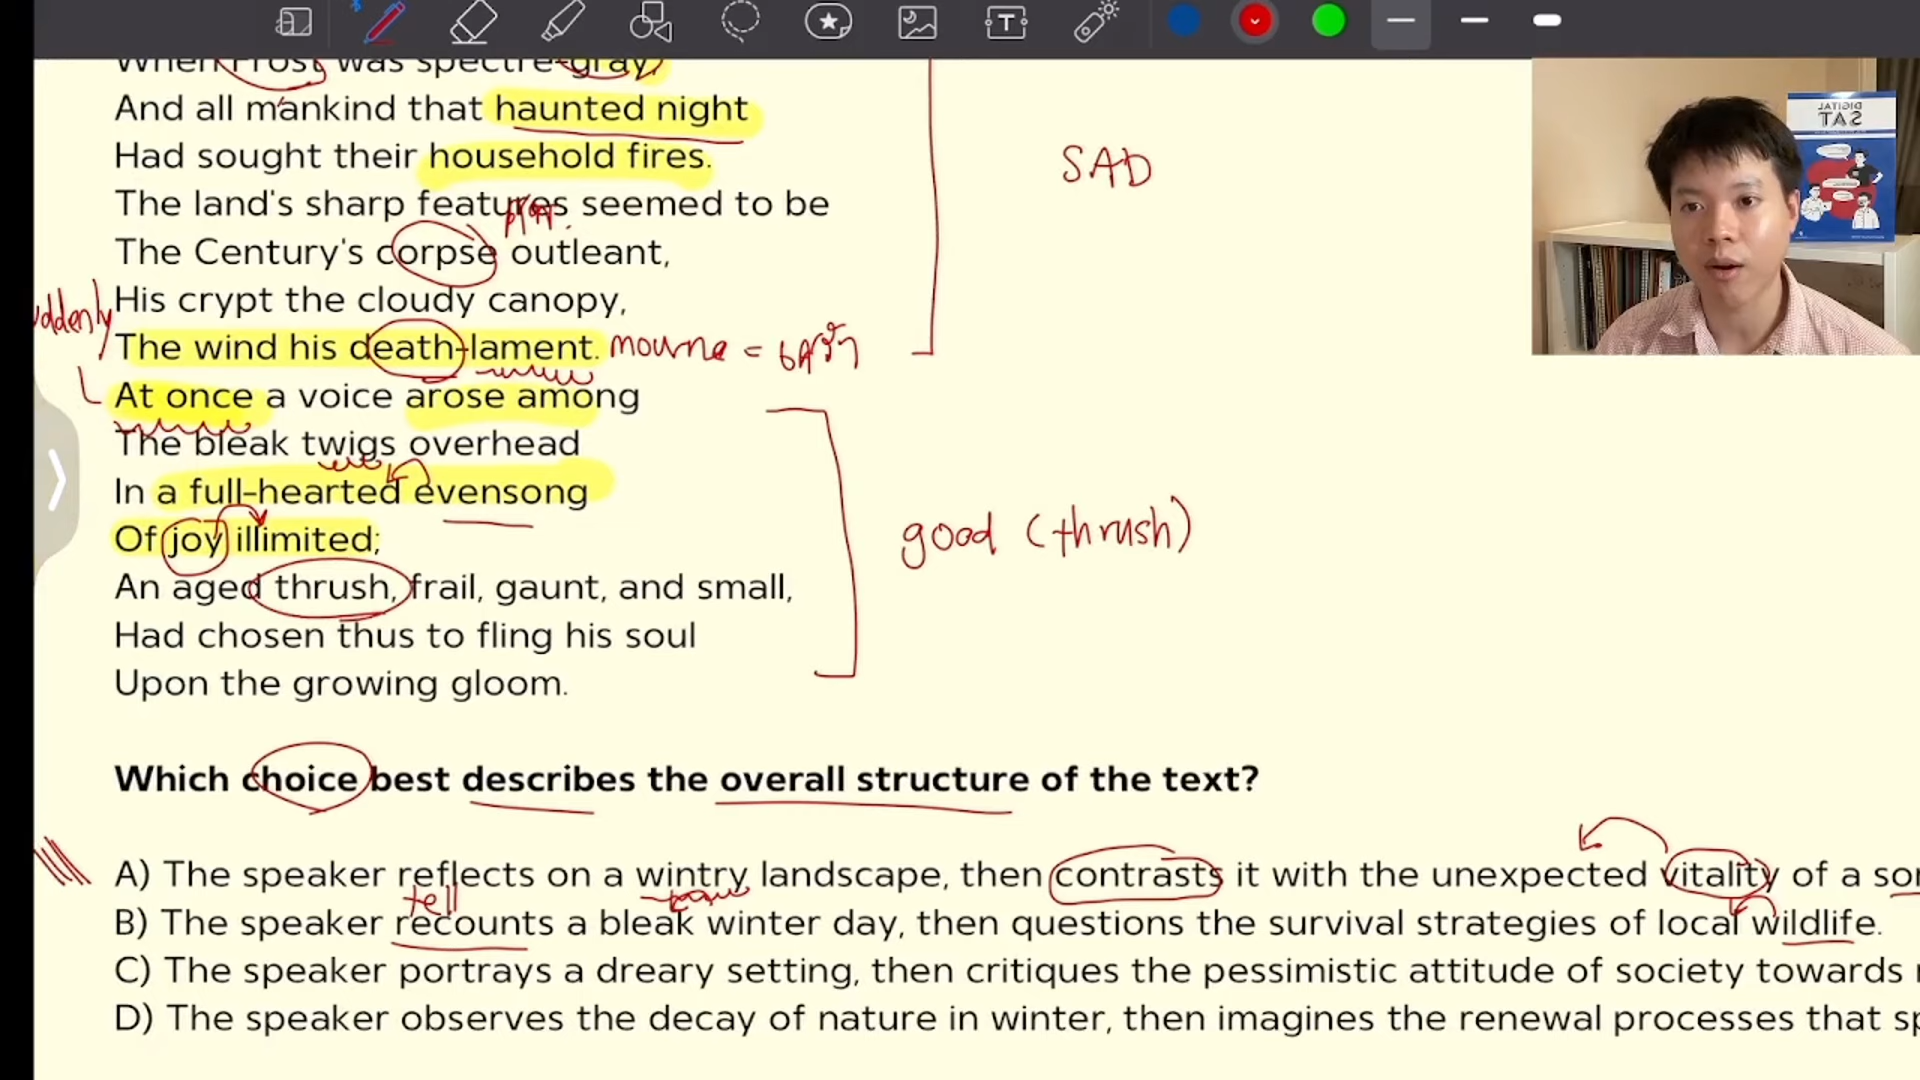 When Frost was spectre-gray,
And all mankind that haunted night
Had sought their household fires.
SAD
The land's sharp features seemed to be
The Century's corpse outleant,
His crypt the cloudy canopy,
The wind his death-lament.
At once a voice arose among
The bleak twigs overhead
In a full-hearted evensong
Of joy illimited;
good (thrush)
An aged thrush, frail, gaunt, and small,
Had chosen thus to fling his soul
Upon the growing gloom.
Which choice best describes the overall structure of the text?
A) The speaker reflects on a wintry landscape, then contrasts it with the unexpected vitality of a
tell
B) The speaker recounts a bleak winter day, then questions the survival strategies of local wildlife.
C) The speaker portrays a dreary setting, then critiques the pessimistic attitude of society towards
D) The speaker observes the decay of nature in winter, then imagines the renewal processes that
DIGITAL
SAT